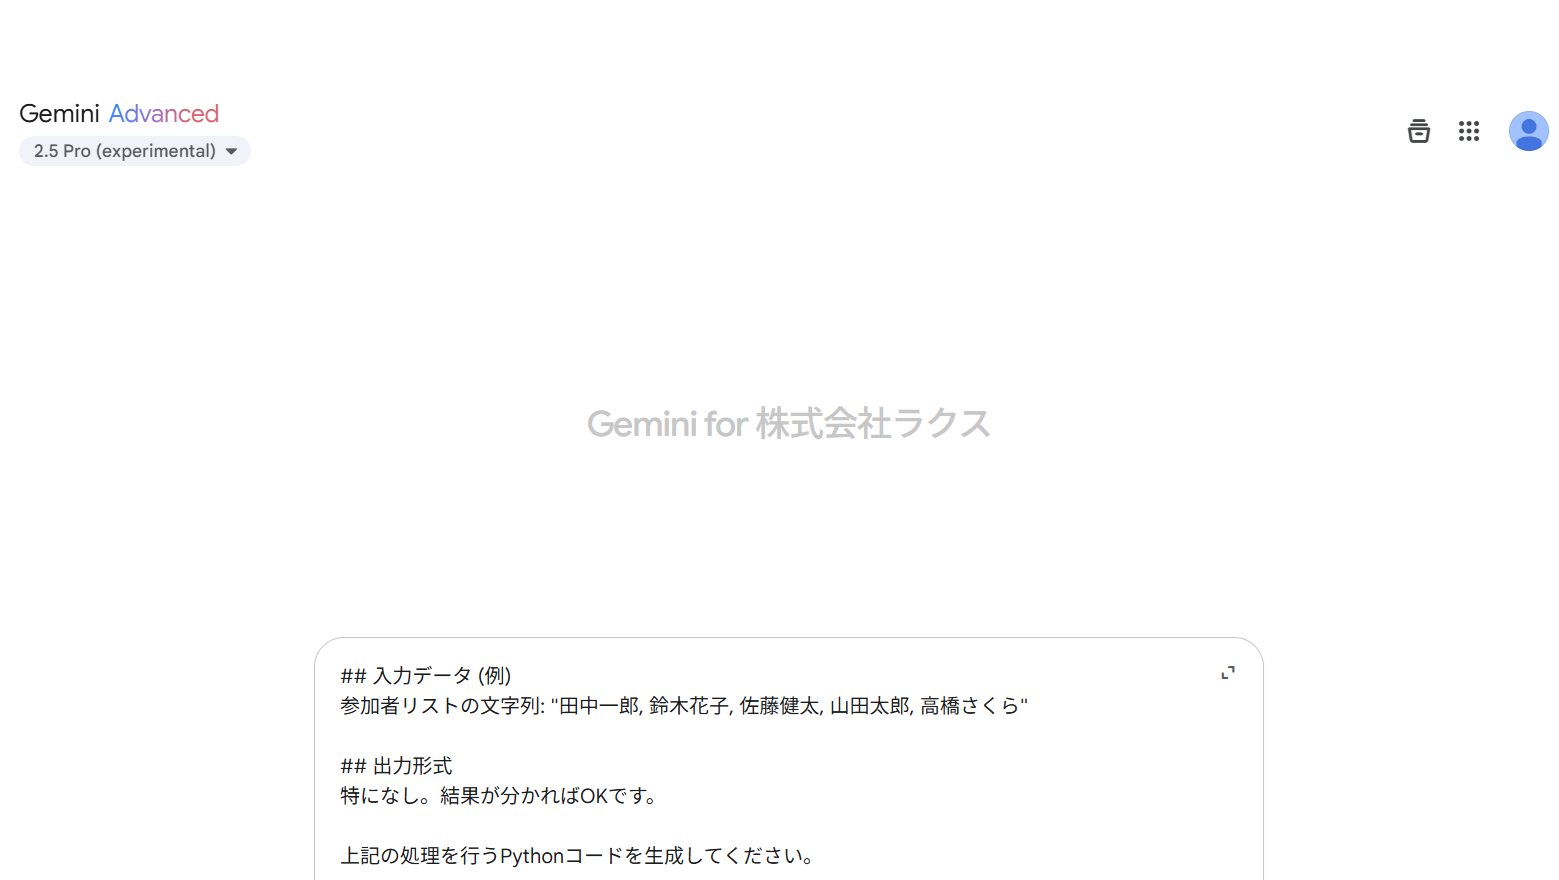 Gemini Advanced
2.5 Pro (experimental)
Gemini for 株式会社ラクス
## 入力データ (例)
参加者リストの文字列: "田中一郎, 鈴木花子, 佐藤健太, 山田太郎, 高橋さくら"
## 出力形式
特になし。結果が分かればOKです。
上記の処理を行うPythonコードを生成してください。